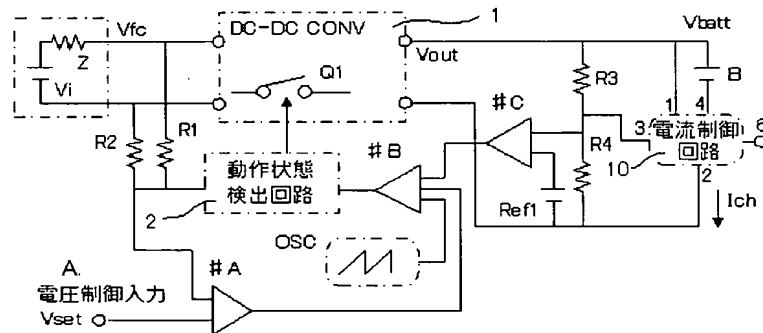 DC-DC CONV
1
Vfc
Vbatt
Z
Vi
Q1
Vout
R3
B
R2
R1
#C
1
4
3
電流制御
回路
6
#B
R4
10
2
動作状態
検出回路
2
Ref1
Ich
OSC
A.
電圧制御入力
#A
Vset